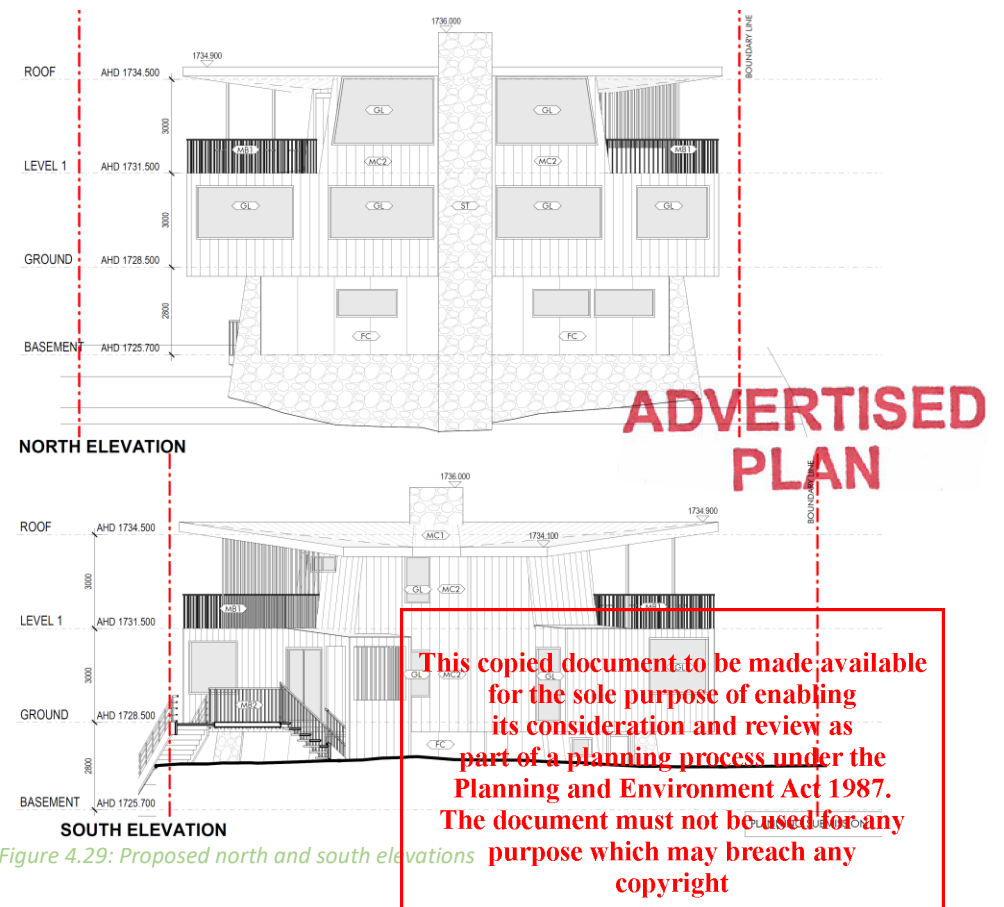 1736.000
BOUNDARY LINE
1734.900
ROOF AHD 1734.500
GL GL
3000
MB1 MC2 MC2 MB1
LEVEL 1 AHD 1731.500
GL GL ST GL GL
3000
GROUND AHD 1728.500
2800
FC FC
BASEMENT AHD 1725.700
ADVERTISED
PLAN
NORTH ELEVATION
BOUNDARY LINE
1736.000
1734.900
ROOF AHD 1734.500
MC1 1734.100
3000
GL MC2
MB1 MB1
LEVEL 1 AHD 1731.500
3000
GL MC2 GL GL
MB2
GROUND AHD 1728.500
FC
2800
BASEMENT AHD 1725.700
PLANNING SUBMISSION
SOUTH ELEVATION
Figure 4.29: Proposed north and south elevations
This copied document to be made available
for the sole purpose of enabling
its consideration and review as
part of a planning process under the
Planning and Environment Act 1987.
The document must not be used for any
purpose which may breach any
copyright